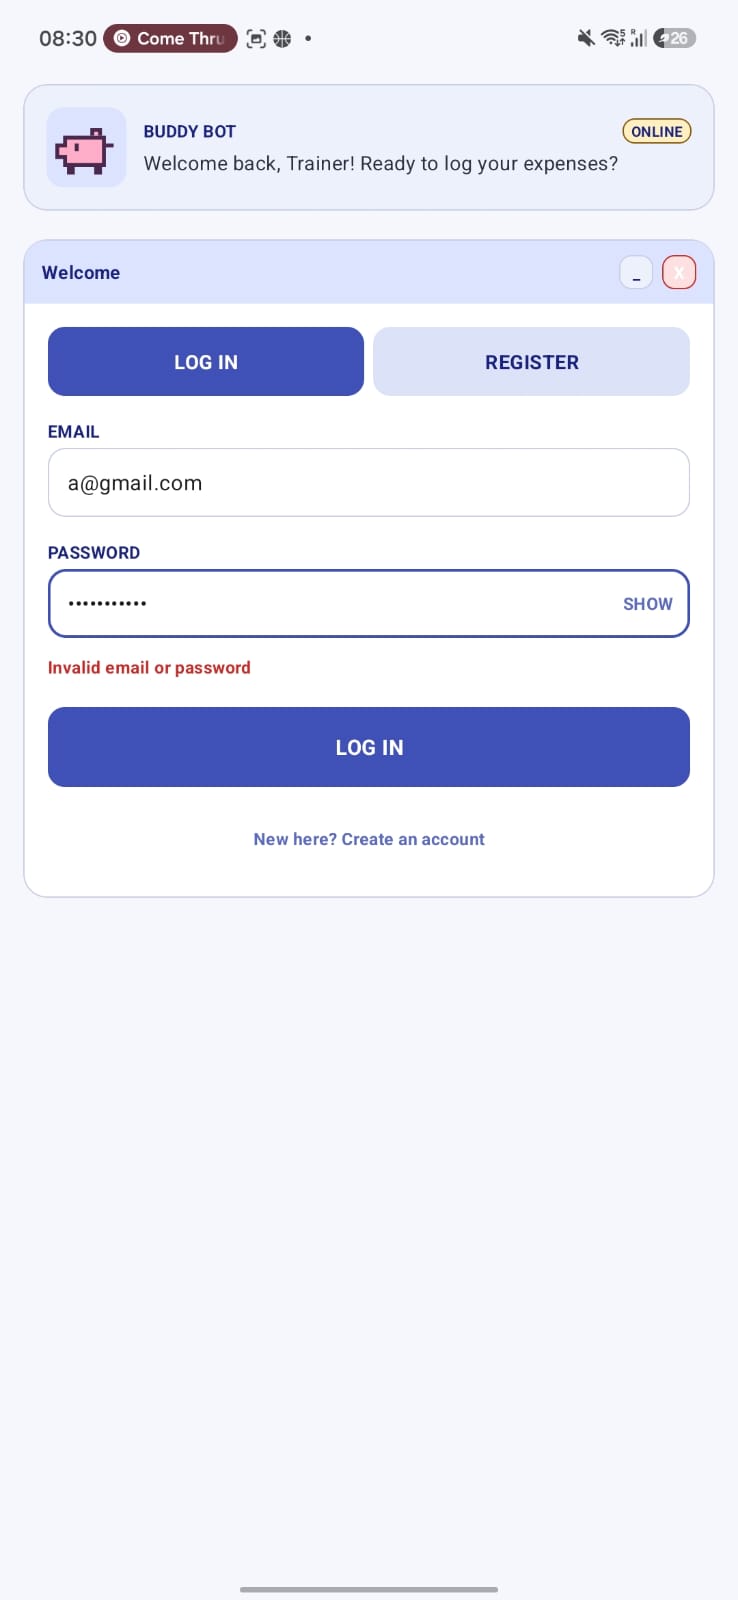 08:30 Come Thru 26
BUDDY BOT ONLINE
Welcome back, Trainer! Ready to log your expenses?
Welcome _ X
LOG IN REGISTER
EMAIL
a@gmail.com
PASSWORD
••••••••••• SHOW
Invalid email or password
LOG IN
New here? Create an account